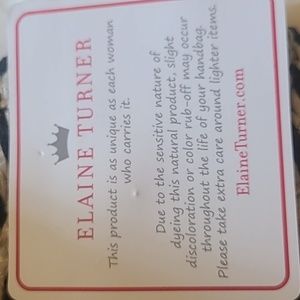 ELAINE TURNER
This product is as unique as each woman
who carries it.
Due to the sensitive nature of
dyeing this natural product, slight
discoloration or color rub-off may occur
throughout the life of your handbag.
Please take extra care around lighter items.
ElaineTurner.com